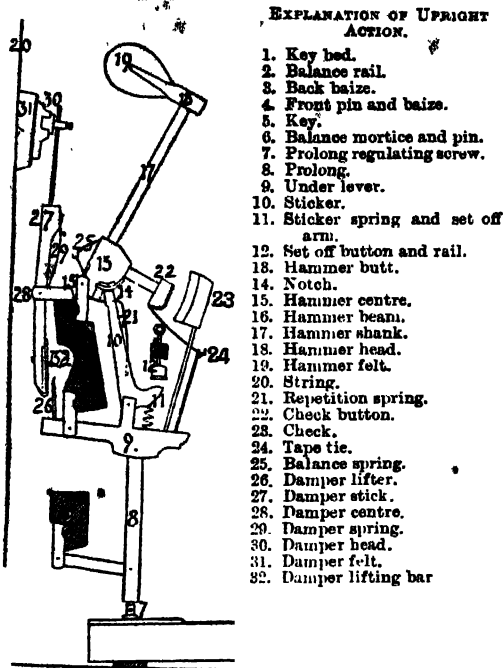 EXPLANATION OF UPRIGHT
ACTION.
1. Key bed.
2. Balance rail.
3. Back baize.
4. Front pin and baize.
5. Key.
6. Balance mortice and pin.
7. Prolong regulating screw.
8. Prolong.
9. Under lever.
10. Sticker.
11. Sticker spring and set off
arm.
12. Set off button and rail.
13. Hammer butt.
14. Notch.
15. Hammer centre.
16. Hammer beam.
17. Hammer shank.
18. Hammer head.
19. Hammer felt.
20. String.
21. Repetition spring.
22. Check button.
23. Check.
24. Tape tie.
25. Balance spring.
26. Damper lifter.
27. Damper stick.
28. Damper centre.
29. Damper spring.
30. Damper head.
31. Damper felt.
32. Damper lifting bar
20
19
18
30
31
17
27
25
29
13
22
28
15
14
23
21
10
12
24
32
26
11
9
8